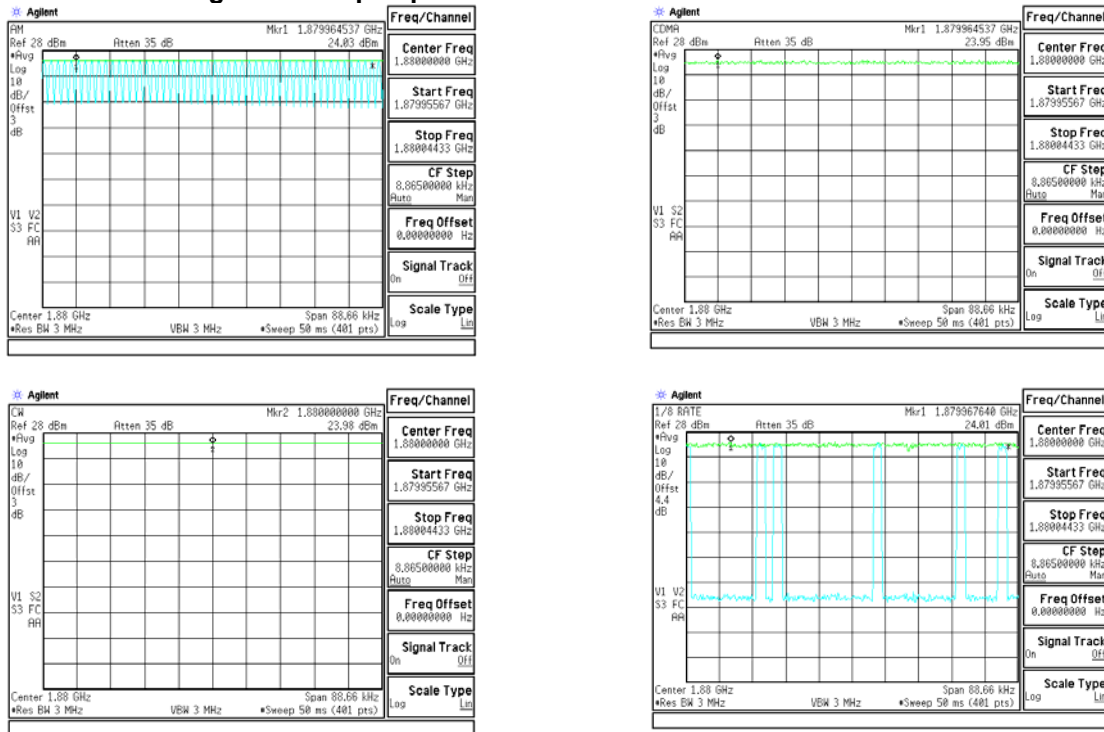 Agilent
Freq/Channel
AM
Mkr1 1.879964537 GHz
Ref 28 dBm
Atten 35 dB
24.03 dBm
#Avg
Log
10
dB/
Offst
3
dB
V1 V2
S3 FC
AA
Center Freq
1.88000000 GHz
Start Freq
1.87995567 GHz
Stop Freq
1.88004433 GHz
CF Step
8.86500000 kHz
Auto Man
Freq Offset
0.00000000 Hz
Signal Track
On Off
Scale Type
Log Lin
Center 1.88 GHz
Span 88.66 kHz
#Res BW 3 MHz
VBW 3 MHz
#Sweep 50 ms (401 pts)
Agilent
Freq/Channel
CDMA
Mkr1 1.879964537 GHz
Ref 28 dBm
Atten 35 dB
23.95 dBm
#Avg
Log
10
dB/
Offst
3
dB
V1 S2
S3 FC
AA
Center Freq
1.88000000 GHz
Start Freq
1.87995567 GHz
Stop Freq
1.88004433 GHz
CF Step
8.86500000 kHz
Auto Man
Freq Offset
0.00000000 Hz
Signal Track
On Off
Scale Type
Log Lin
Center 1.88 GHz
Span 88.66 kHz
#Res BW 3 MHz
VBW 3 MHz
#Sweep 50 ms (401 pts)
Agilent
Freq/Channel
CW
Mkr2 1.880000000 GHz
Ref 28 dBm
Atten 35 dB
23.98 dBm
#Avg
Log
10
dB/
Offst
3
dB
V1 S2
S3 FC
AA
Center Freq
1.88000000 GHz
Start Freq
1.87995567 GHz
Stop Freq
1.88004433 GHz
CF Step
8.86500000 kHz
Auto Man
Freq Offset
0.00000000 Hz
Signal Track
On Off
Scale Type
Log Lin
Center 1.88 GHz
Span 88.66 kHz
#Res BW 3 MHz
VBW 3 MHz
#Sweep 50 ms (401 pts)
Agilent
Freq/Channel
1/8 RATE
Mkr1 1.879967640 GHz
Ref 28 dBm
Atten 35 dB
24.01 dBm
#Avg
Log
10
dB/
Offst
4.4
dB
V1 V2
S3 FC
AA
Center Freq
1.88000000 GHz
Start Freq
1.87995567 GHz
Stop Freq
1.88004433 GHz
CF Step
8.86500000 kHz
Auto Man
Freq Offset
0.00000000 Hz
Signal Track
On Off
Scale Type
Log Lin
Center 1.88 GHz
Span 88.66 kHz
#Res BW 3 MHz
VBW 3 MHz
#Sweep 50 ms (401 pts)